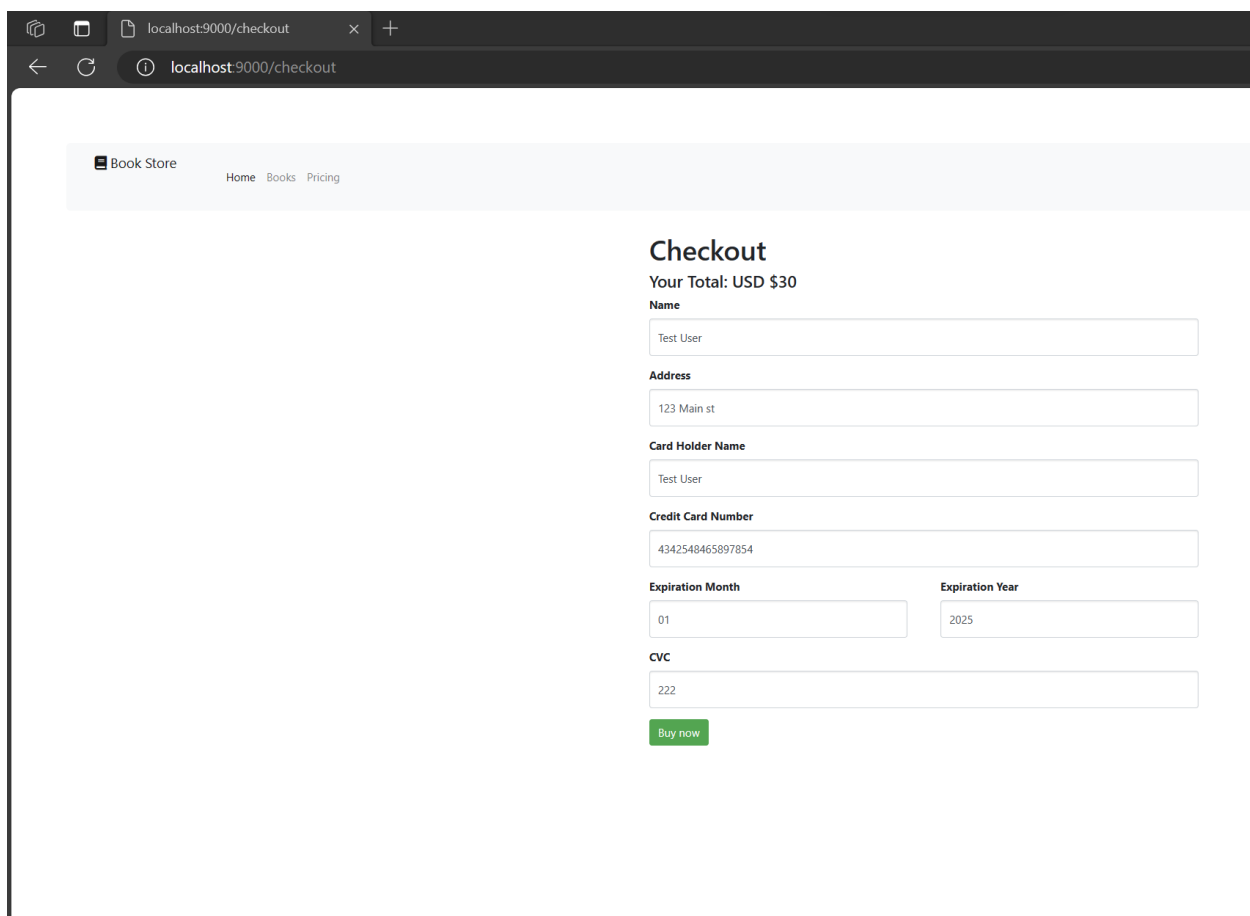 localhost:9000/checkout
localhost:9000/checkout
Book Store
Home Books Pricing
Checkout
Your Total: USD $30
Name
Test User
Address
123 Main st
Card Holder Name
Test User
Credit Card Number
4342548465897854
Expiration Month Expiration Year
01 2025
CVC
222
Buy now